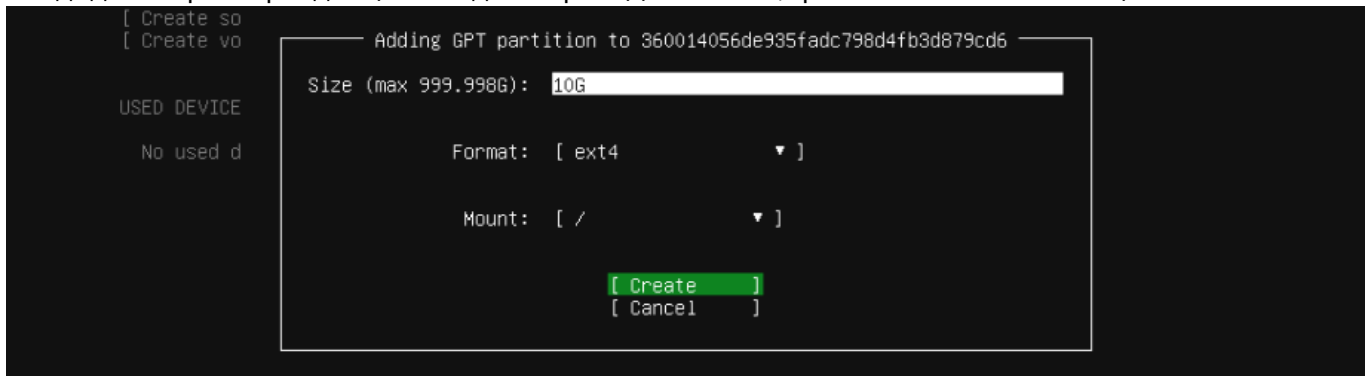 [ Create so
[ Create vo
Adding GPT partition to 360014056de935fadc798d4fb3d879cd6
Size (max 999.998G): 10G
USED DEVICE
No used d
Format: [ ext4 ▾ ]
Mount: [ / ▾ ]
[ Create ]
[ Cancel ]